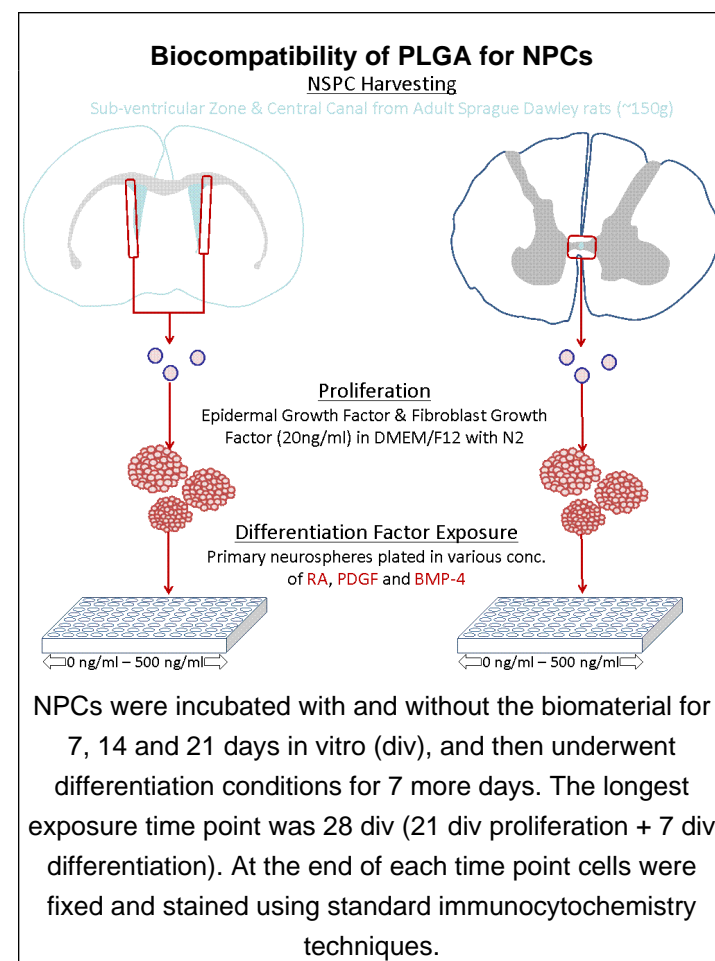 Biocompatibility of PLGA for NPCs
NSPC Harvesting
Sub-ventricular Zone & Central Canal from Adult Sprague Dawley rats (~150g)
Proliferation
Epidermal Growth Factor & Fibroblast Growth
Factor (20ng/ml) in DMEM/F12 with N2
Differentiation Factor Exposure
Primary neurospheres plated in various conc.
of RA, PDGF and BMP-4
0 ng/ml – 500 ng/ml
0 ng/ml – 500 ng/ml
NPCs were incubated with and without the biomaterial for
7, 14 and 21 days in vitro (div), and then underwent
differentiation conditions for 7 more days. The longest
exposure time point was 28 div (21 div proliferation + 7 div
differentiation). At the end of each time point cells were
fixed and stained using standard immunocytochemistry
techniques.